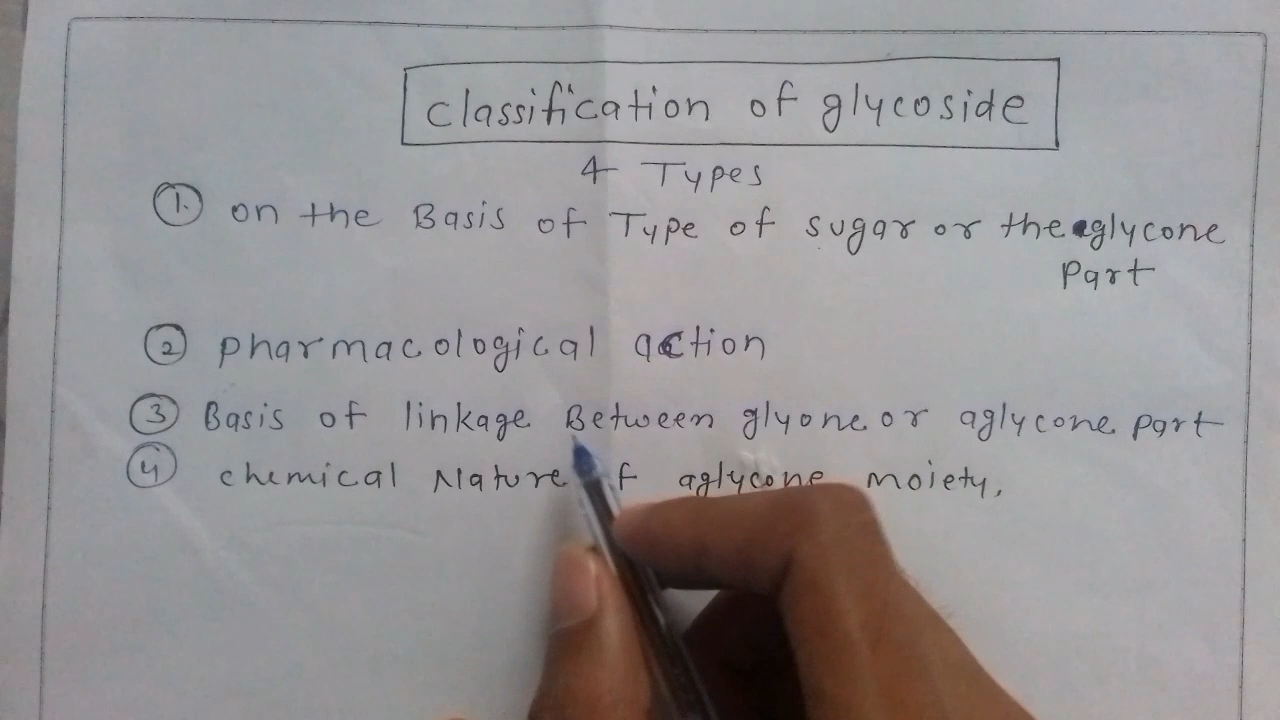 Classification of glycoside
4 Types
1. on the Basis of Type of sugar or the aglycone
Part
2 pharmacological action
3 Basis of linkage Between glyone or aglycone part
4 chemical Nature f aglycone moiety.